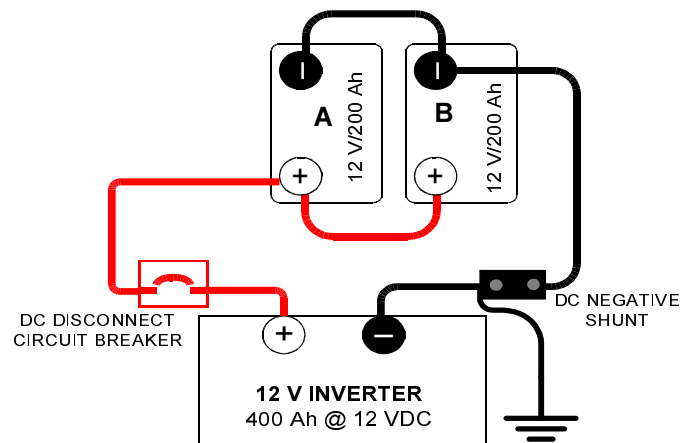 A
12 V/200 Ah
B
12 V/200 Ah
+
+
DC DISCONNECT
CIRCUIT BREAKER
DC NEGATIVE
SHUNT
+
12 V INVERTER
400 Ah @ 12 VDC